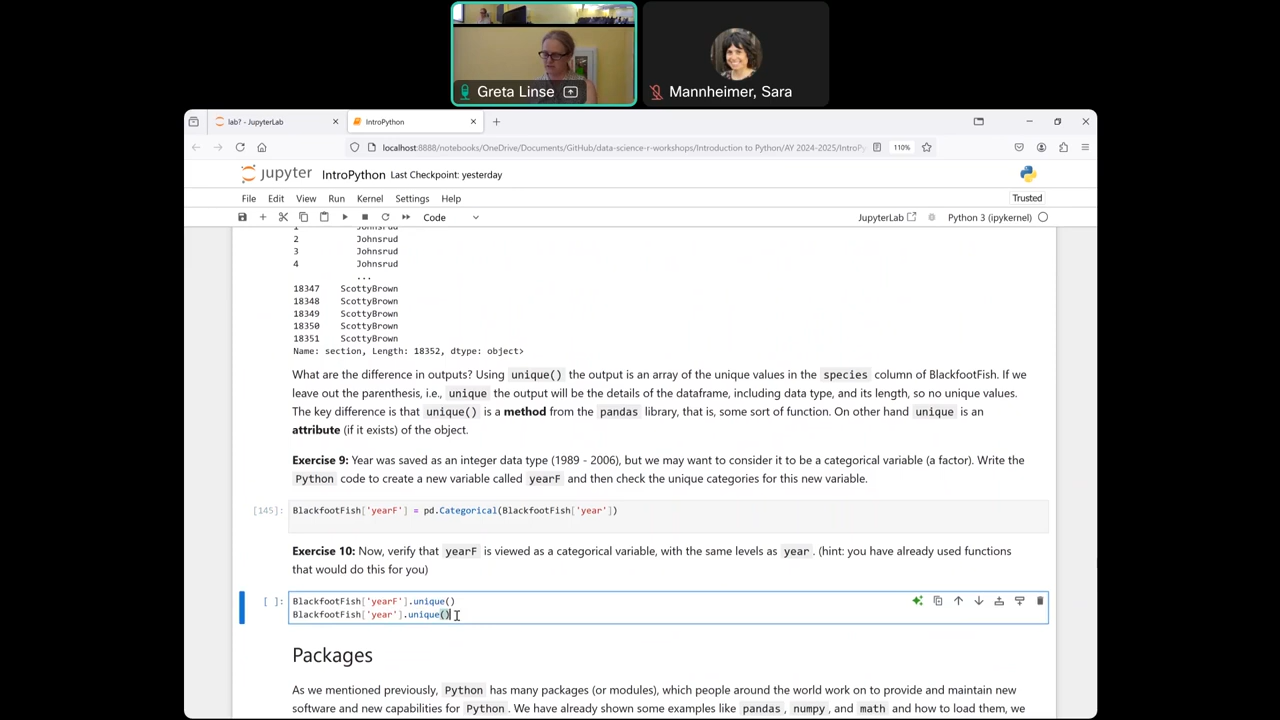 Greta Linse
Mannheimer, Sara
lab? - JupyterLab
IntroPython
localhost:8888/notebooks/OneDrive/Documents/GitHub/data-science-r-workshops/Introduction to Python/AY 2024-2025/IntroPy
110%
jupyter IntroPython Last Checkpoint: yesterday
File Edit View Run Kernel Settings Help
Trusted
Code
JupyterLab
Python 3 (ipykernel)
1 Johnsrud
2 Johnsrud
3 Johnsrud
4 Johnsrud
...
18347 ScottyBrown
18348 ScottyBrown
18349 ScottyBrown
18350 ScottyBrown
18351 ScottyBrown
Name: section, Length: 18352, dtype: object>
What are the difference in outputs? Using unique() the output is an array of the unique values in the species column of BlackfootFish. If we
leave out the parenthesis, i.e., unique the output will be the details of the dataframe, including data type, and its length, so no unique values.
The key difference is that unique() is a method from the pandas library, that is, some sort of function. On other hand unique is an
attribute (if it exists) of the object.
Exercise 9: Year was saved as an integer data type (1989 - 2006), but we may want to consider it to be a categorical variable (a factor). Write the
Python code to create a new variable called yearF and then check the unique categories for this new variable.
[145]: BlackfootFish['yearF'] = pd.Categorical(BlackfootFish['year'])
Exercise 10: Now, verify that yearF is viewed as a categorical variable, with the same levels as year . (hint: you have already used functions
that would do this for you)
[ ]: BlackfootFish['yearF'].unique()
BlackfootFish['year'].unique()
Packages
As we mentioned previously, Python has many packages (or modules), which people around the world work on to provide and maintain new
software and new capabilities for Python. We have already shown some examples like pandas , numpy, and math and how to load them, we